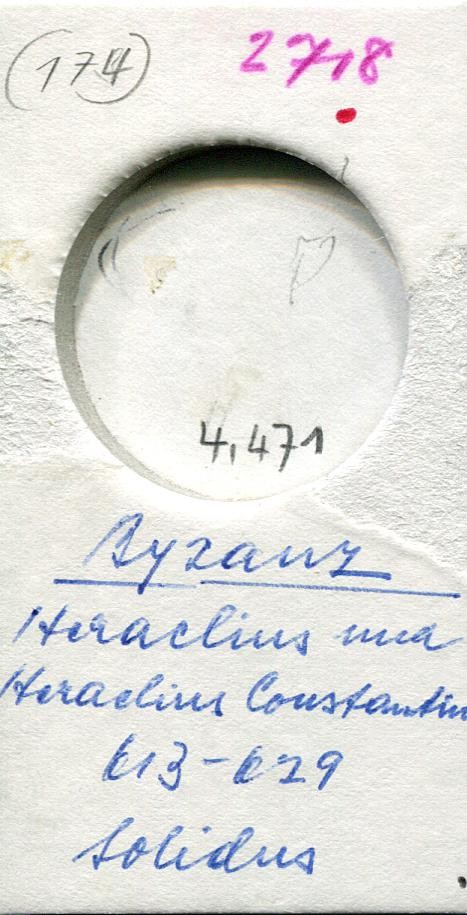 (174)
2718
4,471
Byzanz
Heraclius und
Heraclius Constantin
613-629
Solidus